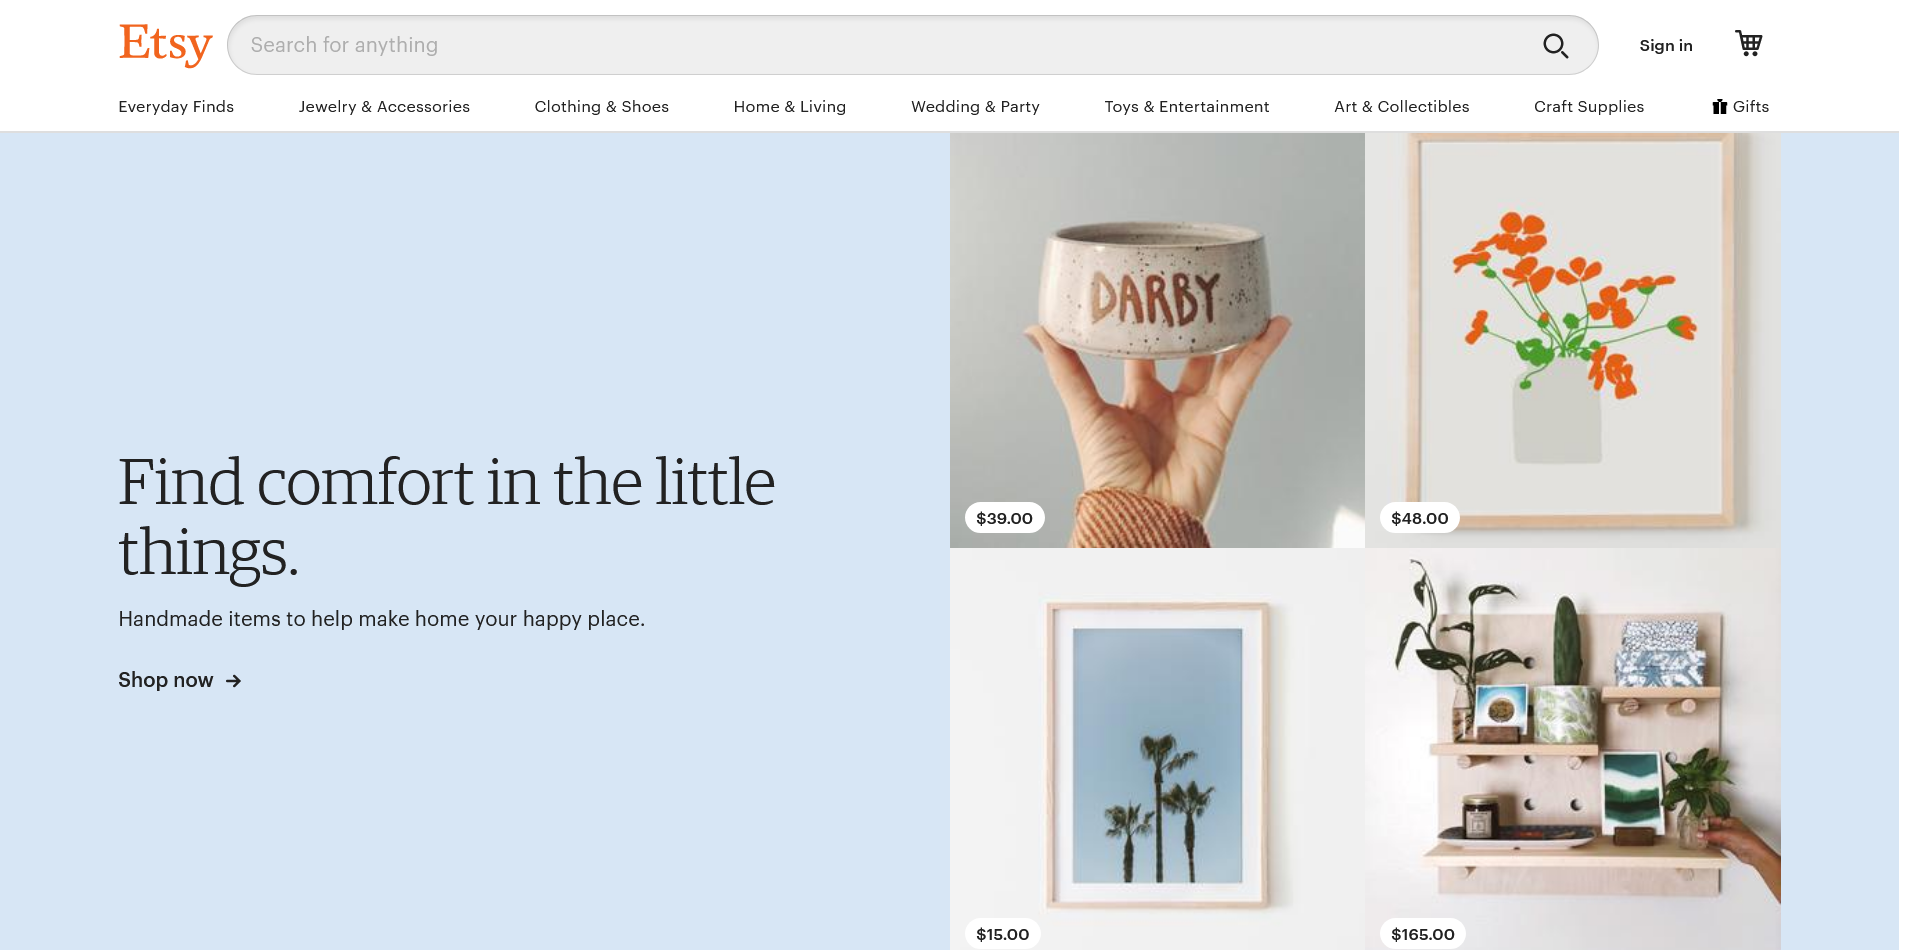 Etsy
Search for anything
Sign in
Everyday Finds
Jewelry & Accessories
Clothing & Shoes
Home & Living
Wedding & Party
Toys & Entertainment
Art & Collectibles
Craft Supplies
Gifts
Find comfort in the little
things.
Handmade items to help make home your happy place.
Shop now
DARBY
$39.00
$48.00
$15.00
$165.00